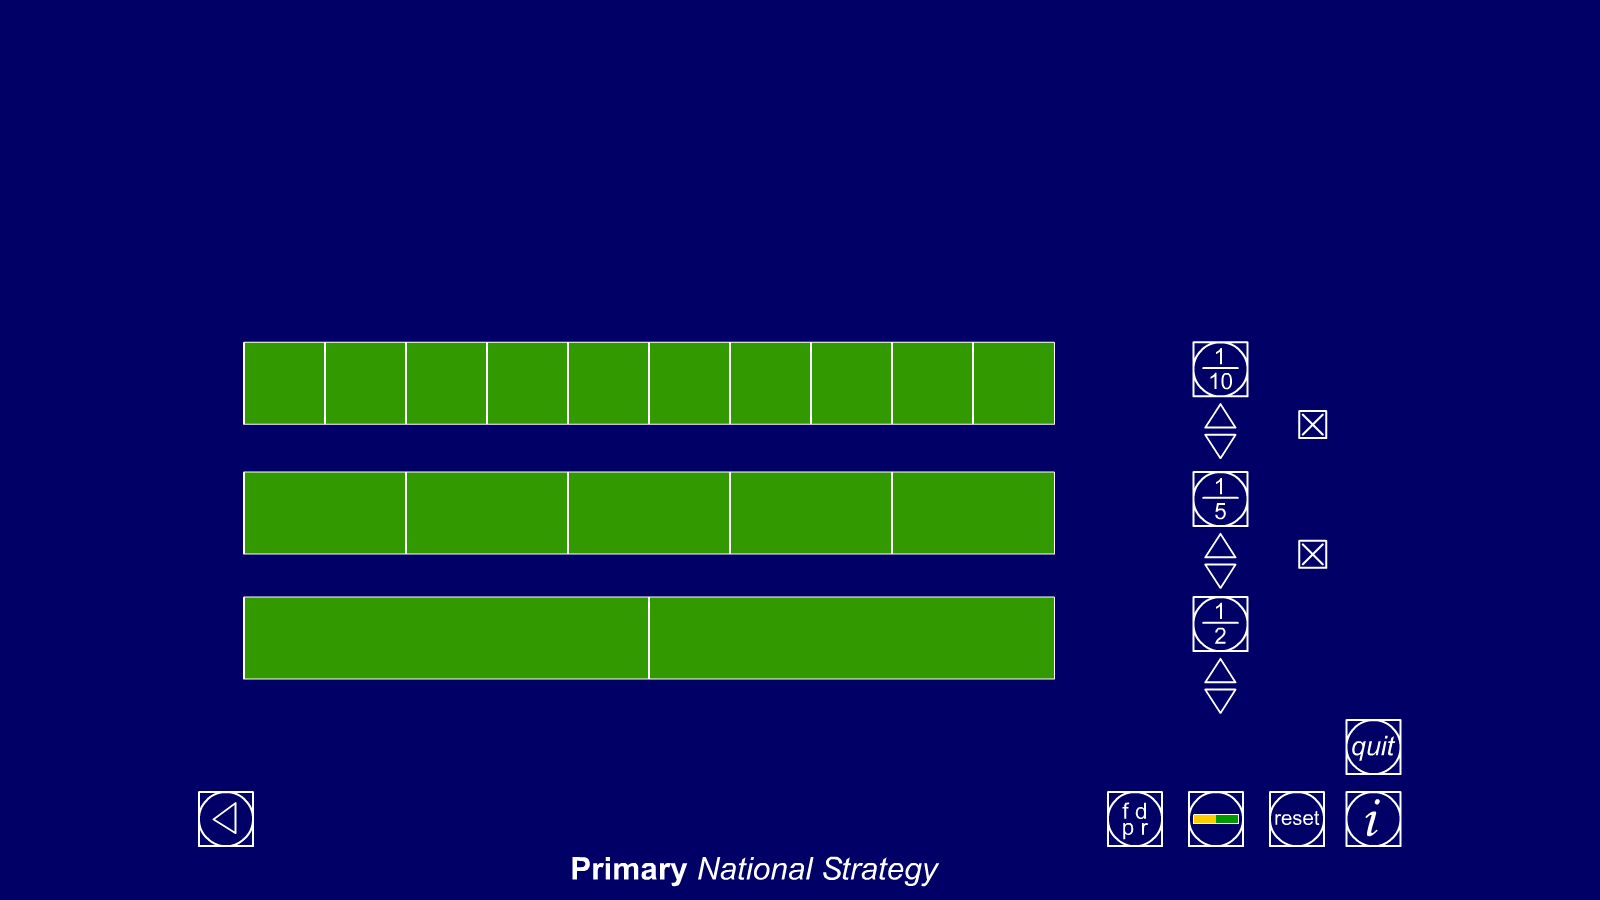 1
10
1
5
1
2
quit
f d
p r
reset
i
Primary National Strategy